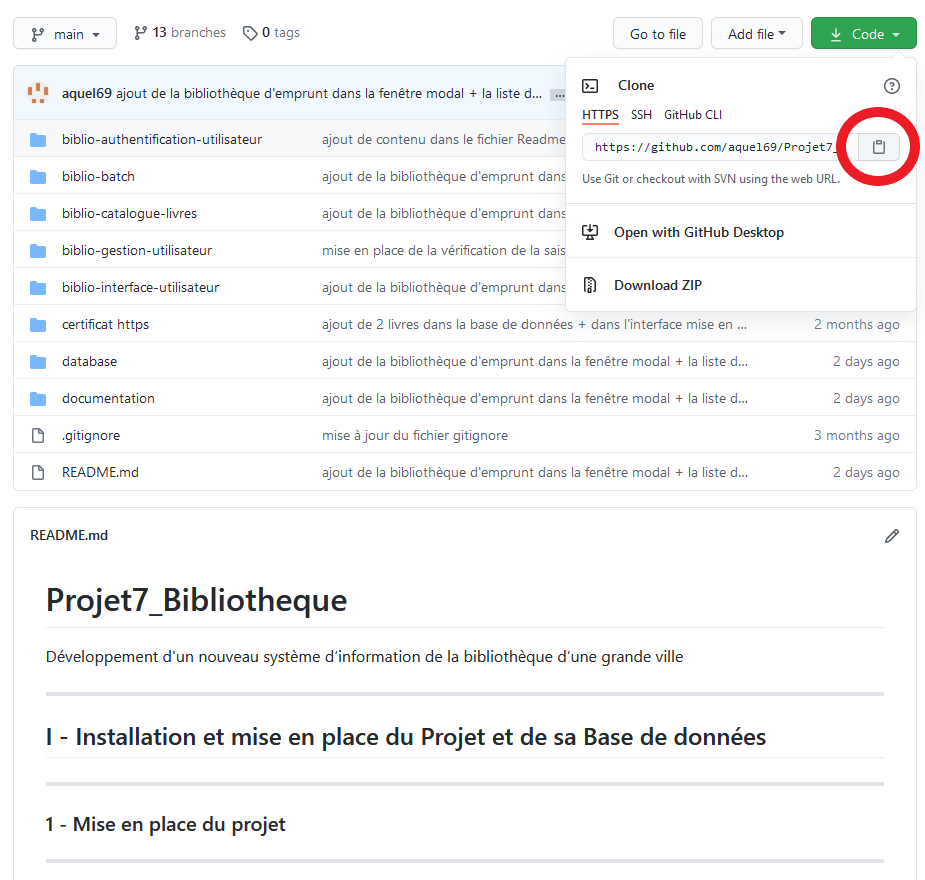 main 13 branches 0 tags Go to file Add file Code
aquel69 ajout de la bibliothèque d'emprunt dans la fenêtre modal + la liste d... ...
Clone
HTTPS SSH GitHub CLI
https://github.com/aquel69/Projet7_
Use Git or checkout with SVN using the web URL.
Open with GitHub Desktop
Download ZIP
biblio-authentification-utilisateur ajout de contenu dans le fichier Readme
biblio-batch ajout de la bibliothèque d'emprunt dans
biblio-catalogue-livres ajout de la bibliothèque d'emprunt dans
biblio-gestion-utilisateur mise en place de la vérification de la sais
biblio-interface-utilisateur ajout de la bibliothèque d'emprunt dans
certificat https ajout de 2 livres dans la base de données + dans l'interface mise en ... 2 months ago
database ajout de la bibliothèque d'emprunt dans la fenêtre modal + la liste d... 2 days ago
documentation ajout de la bibliothèque d'emprunt dans la fenêtre modal + la liste d... 2 days ago
.gitignore mise à jour du fichier gitignore 3 months ago
README.md ajout de la bibliothèque d'emprunt dans la fenêtre modal + la liste d... 2 days ago
README.md
Projet7_Bibliotheque
Développement d'un nouveau système d’information de la bibliothèque d’une grande ville
I - Installation et mise en place du Projet et de sa Base de données
1 - Mise en place du projet